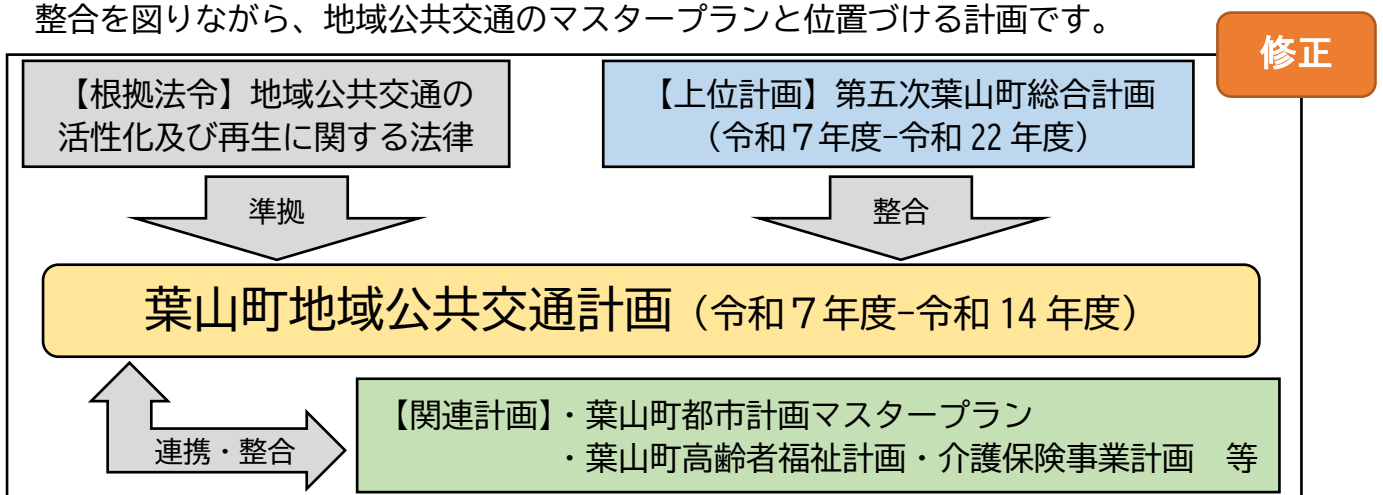 整合を図りながら、地域公共交通のマスタープランと位置づける計画です。
修正
【根拠法令】地域公共交通の
活性化及び再生に関する法律
【上位計画】第五次葉山町総合計画
（令和７年度-令和 22 年度）
準拠
整合
葉山町地域公共交通計画（令和７年度-令和 14 年度）
連携・整合
【関連計画】・葉山町都市計画マスタープラン
・葉山町高齢者福祉計画・介護保険事業計画　等